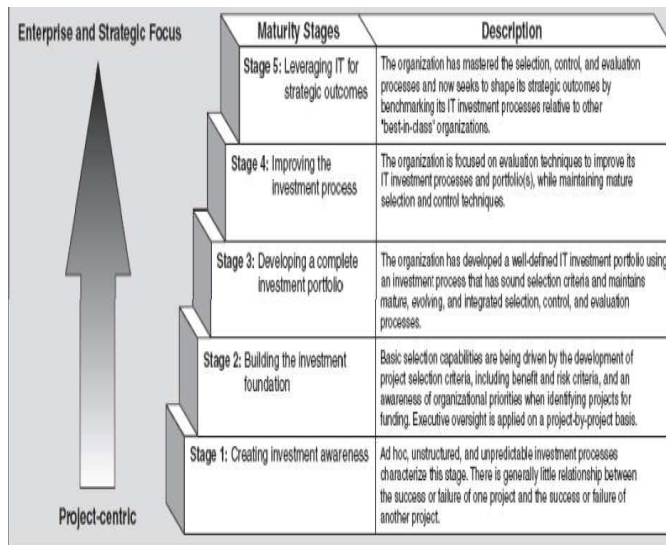 Enterprise and Strategic Focus
Maturity Stages
Description
Stage 5: Leveraging IT for
strategic outcomes
The organization has mastered the selection, control, and evaluation
processes and now seeks to shape its strategic outcomes by
benchmarking its IT investment processes relative to other
"best-in-class" organizations.
Stage 4: Improving the
investment process
The organization is focused on evaluation techniques to improve its
IT investment processes and portfolio(s), while maintaining mature
selection and control techniques.
Stage 3: Developing a complete
investment portfolio
The organization has developed a well-defined IT investment portfolio using
an investment process that has sound selection criteria and maintains
mature, evolving, and integrated selection, control, and evaluation
processes.
Stage 2: Building the investment
foundation
Basic selection capabilities are being driven by the development of
project selection criteria, including benefit and risk criteria, and an
awareness of organizational priorities when identifying projects for
funding. Executive oversight is applied on a project-by-project basis.
Stage 1: Creating investment awareness
Ad hoc, unstructured, and unpredictable investment processes
characterize this stage. There is generally little relationship between
the success or failure of one project and the success or failure of
another project.
Project-centric